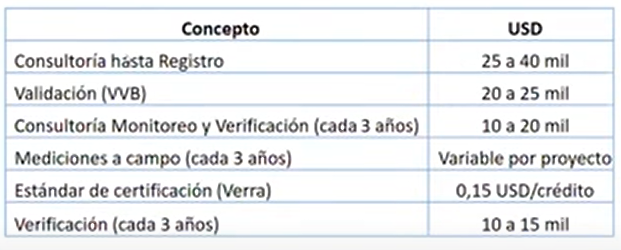 Concepto USD
Consultoría hasta Registro 25 a 40 mil
Validación (VVB) 20 a 25 mil
Consultoría Monitoreo y Verificación (cada 3 años) 10 a 20 mil
Mediciones a campo (cada 3 años) Variable por proyecto
Estándar de certificación (Verra) 0,15 USD/crédito
Verificación (cada 3 años) 10 a 15 mil